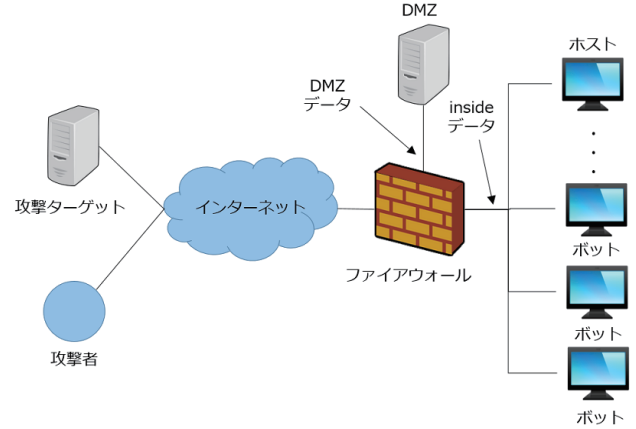 DMZ
ホスト
DMZ
データ
inside
データ
・
・
・
攻撃ターゲット
インターネット
ボット
ファイアウォール
ボット
攻撃者
ボット